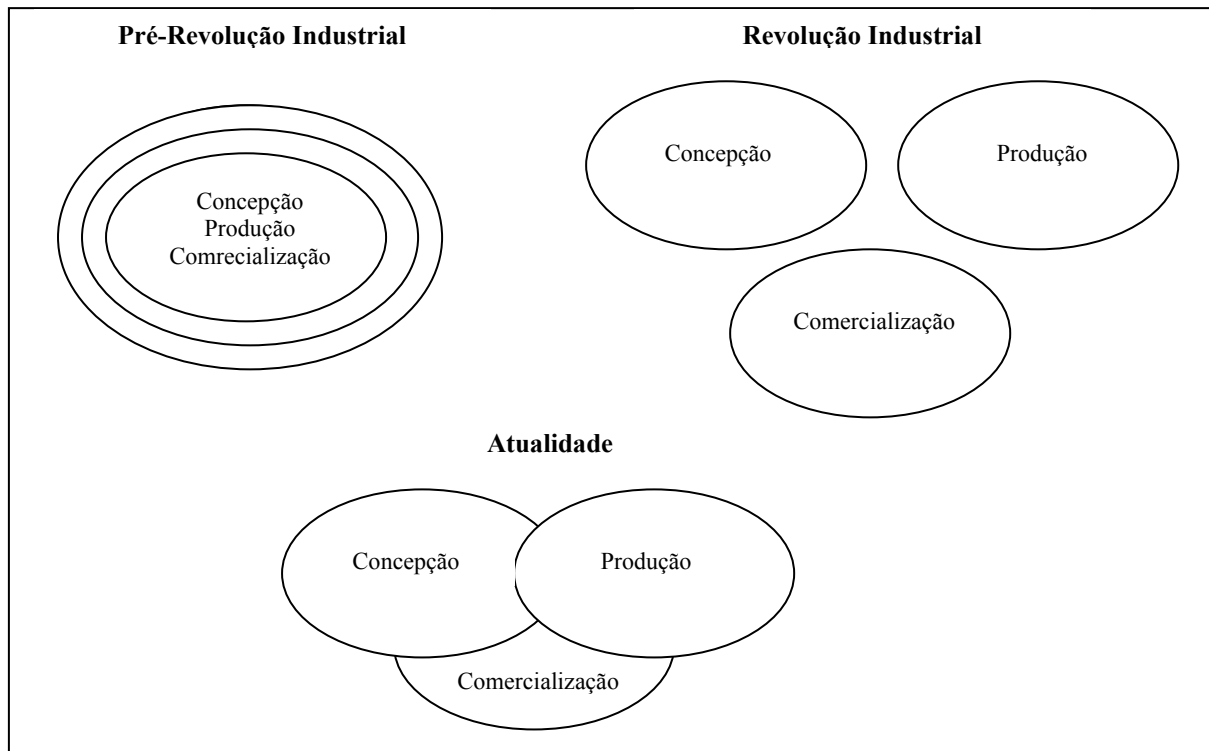 Pré-Revolução Industrial
Revolução Industrial
Concepção
Produção
Comrecialização
Concepção
Produção
Comercialização
Atualidade
Concepção
Produção
Comercialização